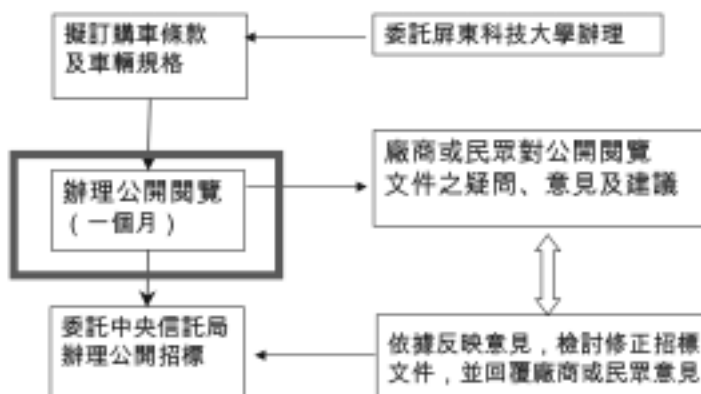 擬訂購車條款
及車輛規格
委託屏東科技大學辦理
辦理公開閱覽
（一個月）
廠商或民眾對公開閱覽
文件之疑問、意見及建議
委託中央信託局
辦理公開招標
依據反映意見，檢討修正招標
文件，並回覆廠商或民眾意見